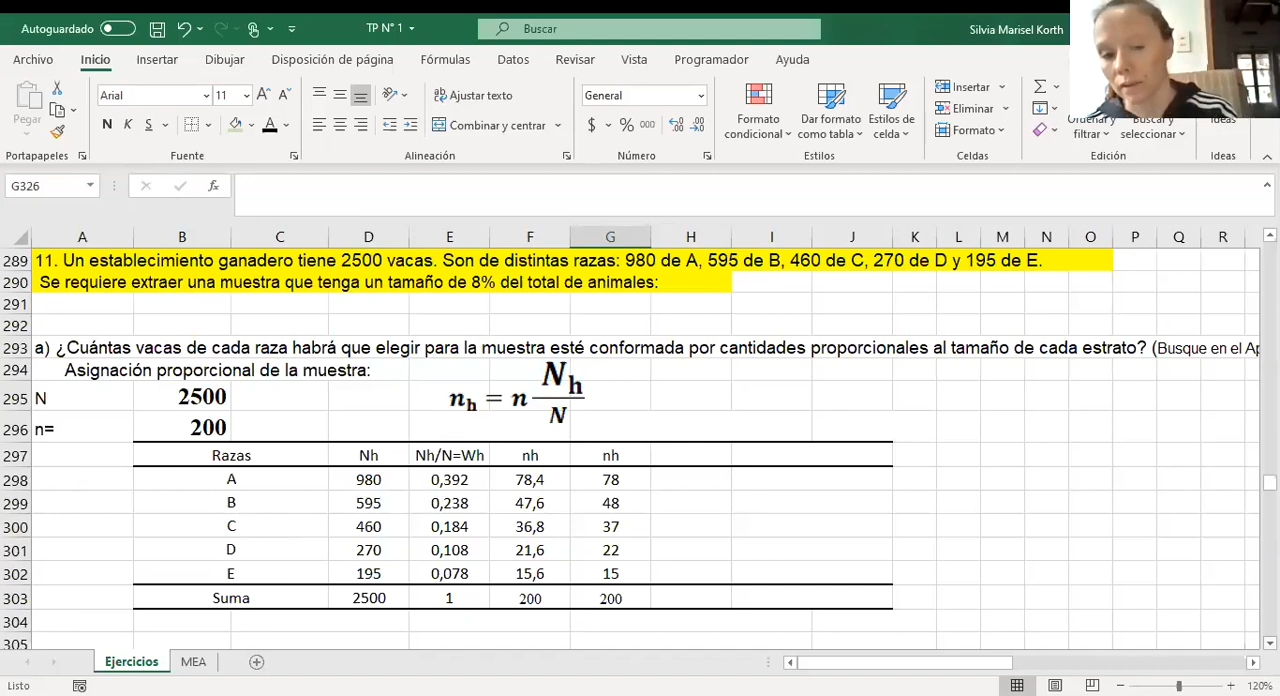 Autoguardado
TP N° 1
Buscar
Silvia Marisel Korth
Archivo Inicio Insertar Dibujar Disposición de página Fórmulas Datos Revisar Vista Programador Ayuda
Pegar
Arial 11
N K S
Ajustar texto
Combinar y centrar
General
$ % 000
Formato condicional
Dar formato como tabla
Estilos de celda
Insertar
Eliminar
Formato
Ordenar y filtrar
Buscar y seleccionar
Ideas
Portapapeles Fuente Alineación Número Estilos Celdas Edición Ideas
G326 fx
A B C D E F G H I J K L M N O P Q R
289 11. Un establecimiento ganadero tiene 2500 vacas. Son de distintas razas: 980 de A, 595 de B, 460 de C, 270 de D y 195 de E.
290 Se requiere extraer una muestra que tenga un tamaño de 8% del total de animales:
291
292
293 a) ¿Cuántas vacas de cada raza habrá que elegir para la muestra esté conformada por cantidades proporcionales al tamaño de cada estrato? (Busque en el Ap
294 Asignación proporcional de la muestra:
295 N 2500
296 n= 200
nh = n Nh / N
297 Razas Nh Nh/N=Wh nh nh
298 A 980 0,392 78,4 78
299 B 595 0,238 47,6 48
300 C 460 0,184 36,8 37
301 D 270 0,108 21,6 22
302 E 195 0,078 15,6 15
303 Suma 2500 1 200 200
304
305
Ejercicios MEA
Listo
120%